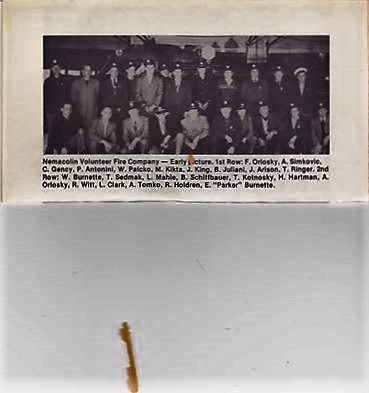 Nemacolin Volunteer Fire Company — Early Picture. 1st Row: F. Orlosky, A. Simkovic,
C. Gency, P. Antonini, W. Palcko, M. Kikta, J. King, B. Juliani, J. Arison, T. Ringer. 2nd
Row: W. Burnette, T. Sedmak, L. Mahle, B. Schiffbauer, T. Kotnosky, H. Hartman, A.
Orlosky, R. Witt, L. Clark, A. Tomko, R. Holdren, E. "Parker" Burnette.